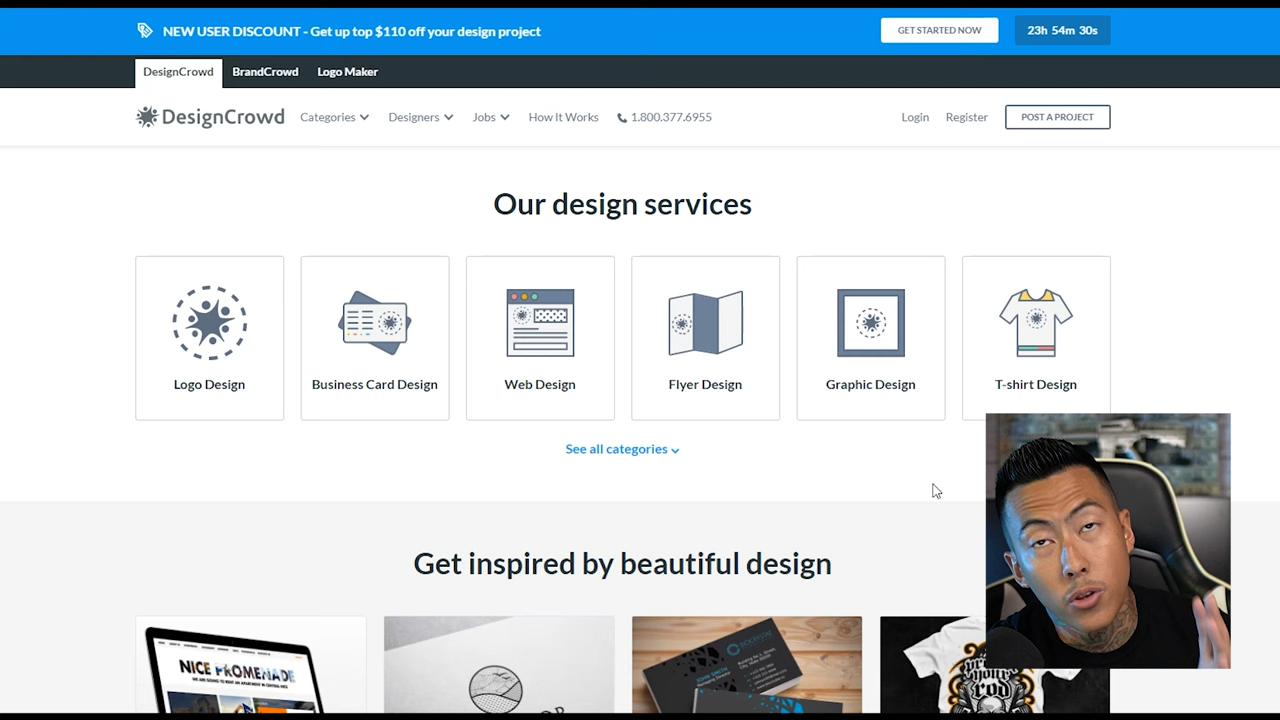 NEW USER DISCOUNT - Get up top $110 off your design project
GET STARTED NOW
23h 54m 30s
DesignCrowd
BrandCrowd
Logo Maker
DesignCrowd
Categories
Designers
Jobs
How It Works
1.800.377.6955
Login
Register
POST A PROJECT
Our design services
Logo Design
Business Card Design
Web Design
Flyer Design
Graphic Design
T-shirt Design
See all categories
Get inspired by beautiful design
NICE PROMENADE